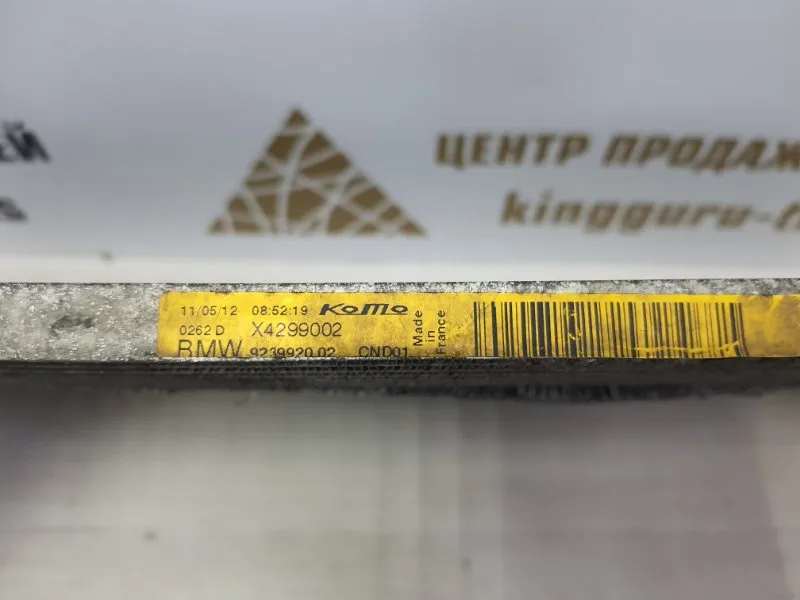 ЕЙ
ЦЕНТР ПРОДАЖ
kingguru-t
11/05/12 08:52:19 KOMO
0262 D X4299002
BMW 9239920.02 CND01
Made
in
France